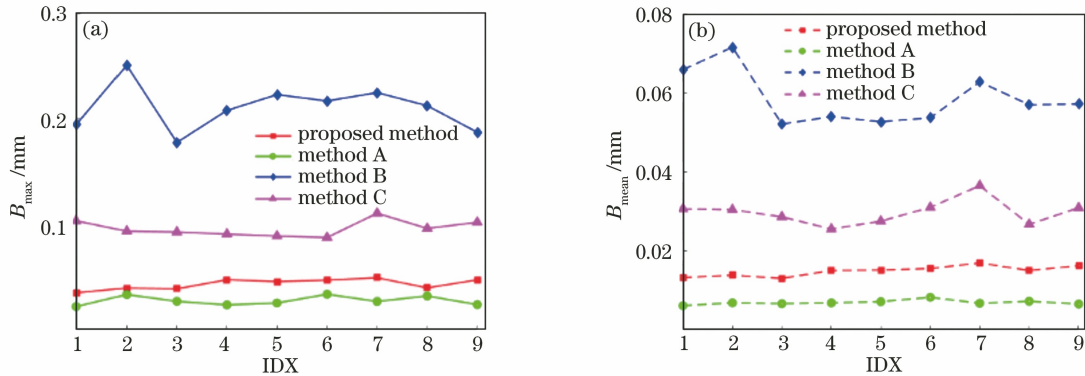 (a)
0.3
0.2
0.1
B_max /mm
proposed method
method A
method B
method C
1 2 3 4 5 6 7 8 9
IDX
(b)
0.08
0.06
0.04
0.02
B_mean /mm
proposed method
method A
method B
method C
1 2 3 4 5 6 7 8 9
IDX